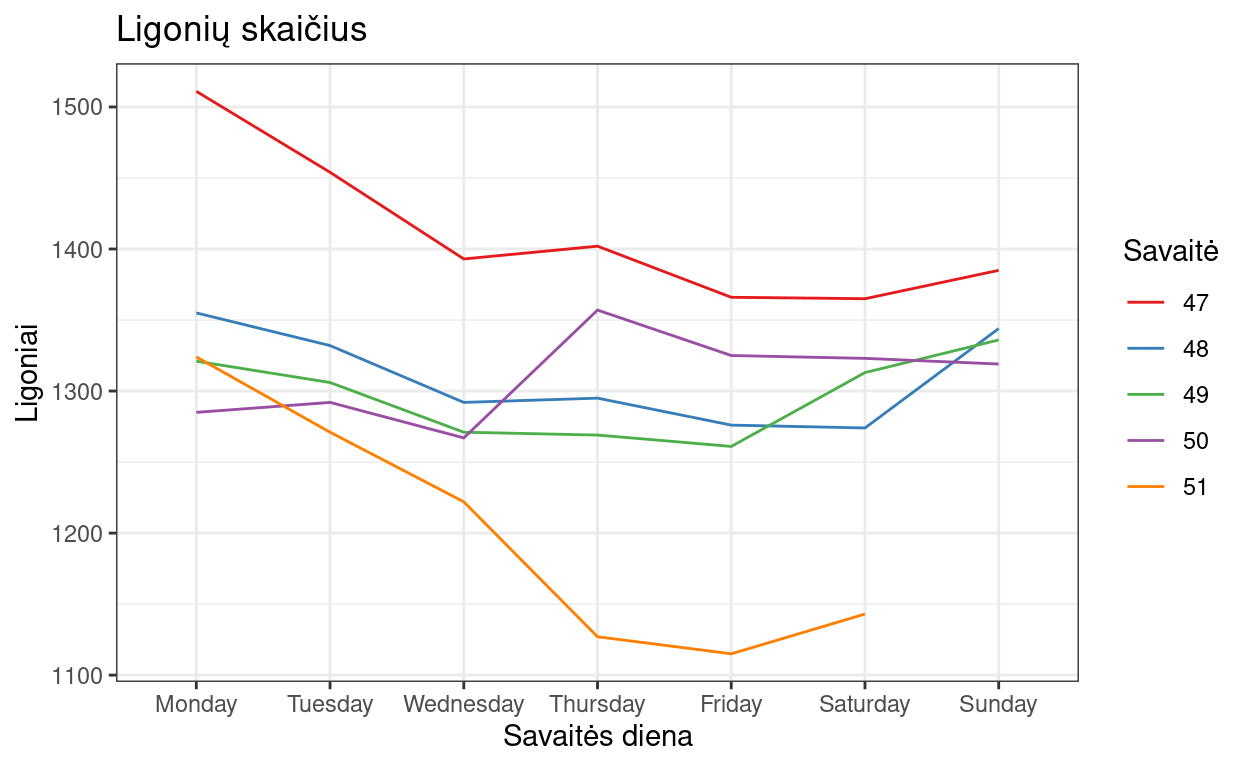 Ligonių skaičius
1500
1400
1300
1200
1100
Ligoniai
Monday Tuesday Wednesday Thursday Friday Saturday Sunday
Savaitės diena
Savaitė
47
48
49
50
51